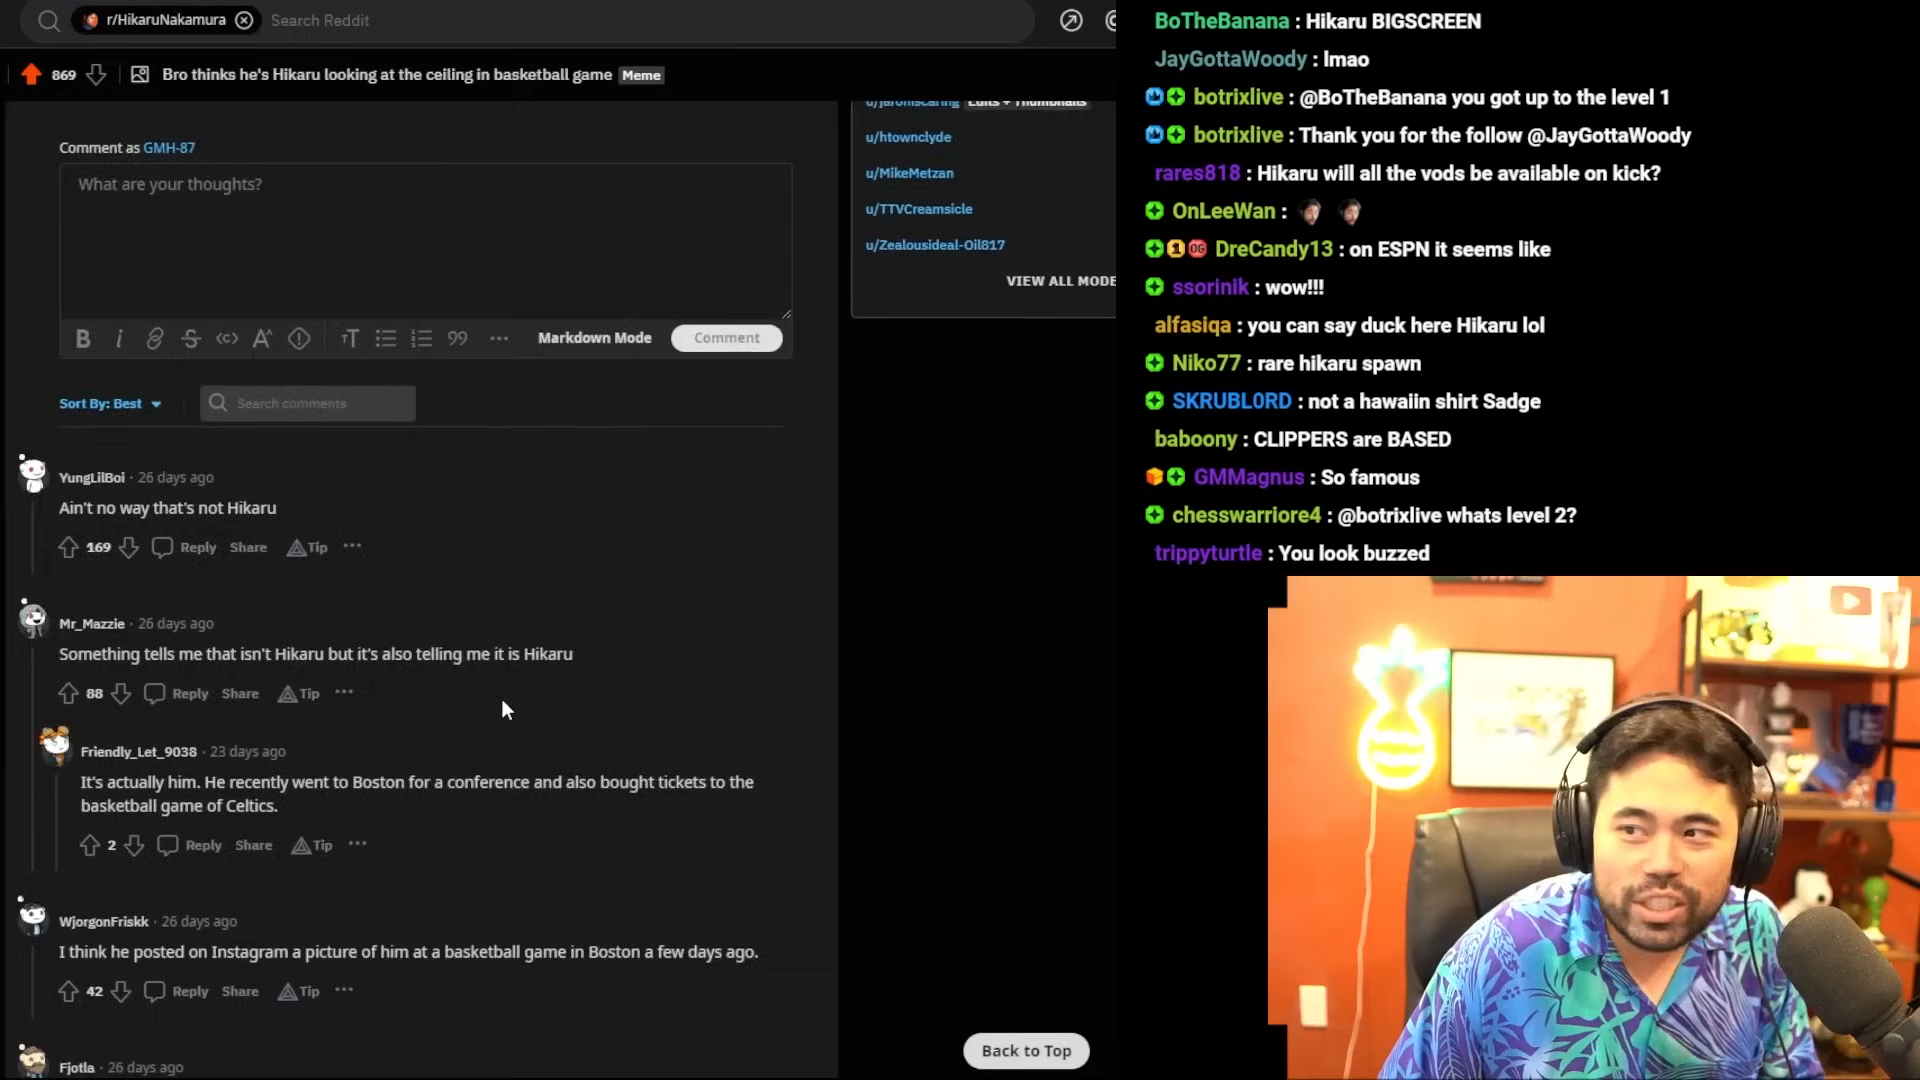 r/HikaruNakamura
Search Reddit
869
Bro thinks he's Hikaru looking at the ceiling in basketball game
Meme
Comment as GMH-87
What are your thoughts?
Markdown Mode
Comment
Sort By: Best
Search comments
YungLilBoi · 26 days ago
Ain't no way that's not Hikaru
169 Reply Share Tip
Mr_Mazzie · 26 days ago
Something tells me that isn't Hikaru but it's also telling me it is Hikaru
88 Reply Share Tip
Friendly_Let_9038 · 23 days ago
It's actually him. He recently went to Boston for a conference and also bought tickets to the
basketball game of Celtics.
2 Reply Share Tip
WjorgonFriskk · 26 days ago
I think he posted on Instagram a picture of him at a basketball game in Boston a few days ago.
42 Reply Share Tip
Fjotla · 26 days ago
u/htownclyde
u/MikeMetzan
u/TTVCreamsicle
u/Zealousideal-Oil817
VIEW ALL MODE
Back to Top
BoTheBanana : Hikaru BIGSCREEN
JayGottaWoody : lmao
botrixlive : @BoTheBanana you got up to the level 1
botrixlive : Thank you for the follow @JayGottaWoody
rares818 : Hikaru will all the vods be available on kick?
OnLeeWan :
DreCandy13 : on ESPN it seems like
ssorinik : wow!!!
alfasiqa : you can say duck here Hikaru lol
Niko77 : rare hikaru spawn
SKRUBL0RD : not a hawaiin shirt Sadge
baboony : CLIPPERS are BASED
GMMagnus : So famous
chesswarriore4 : @botrixlive whats level 2?
trippyturtle : You look buzzed